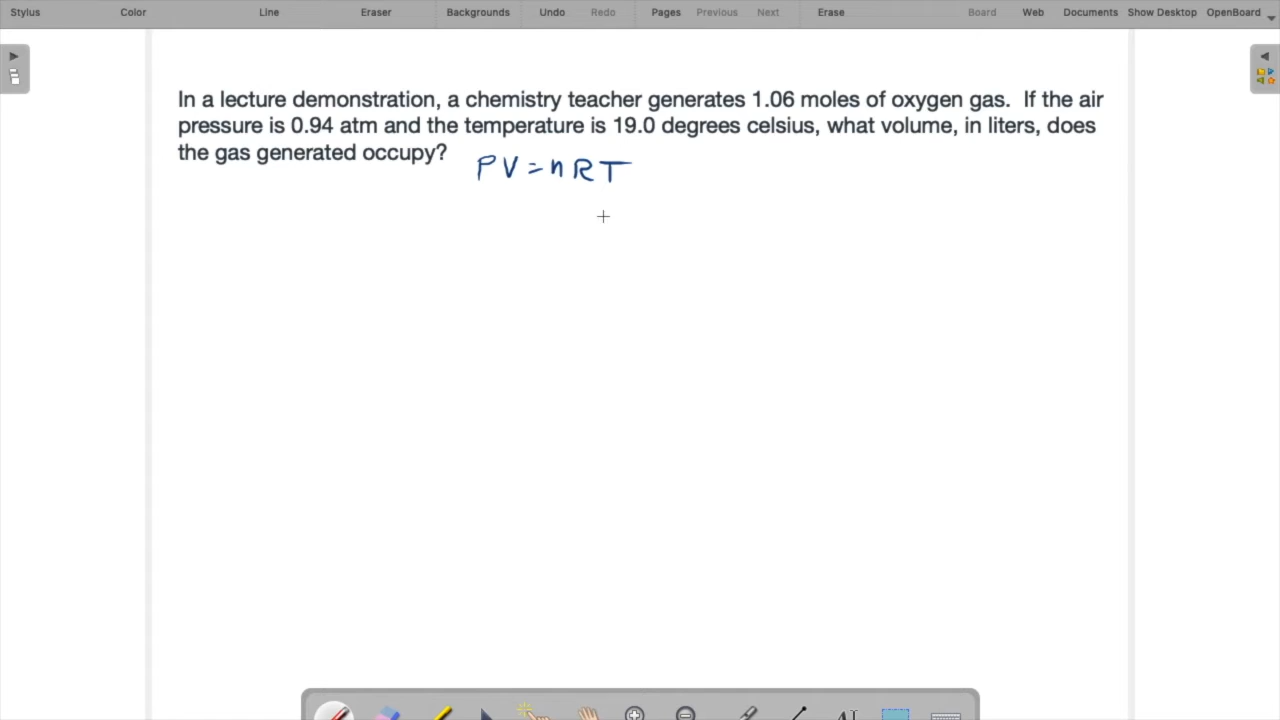 Stylus Color Line Eraser Backgrounds Undo Redo Pages Previous Next Erase Board Web Documents Show Desktop OpenBoard
In a lecture demonstration, a chemistry teacher generates 1.06 moles of oxygen gas. If the air
pressure is 0.94 atm and the temperature is 19.0 degrees celsius, what volume, in liters, does
the gas generated occupy?
PV=nRT
AI